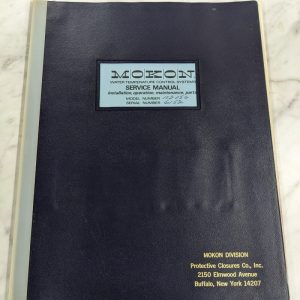 MOKON
WATER TEMPERATURE CONTROL SYSTEMS
SERVICE MANUAL
installation, operation, maintenance, parts
MODEL NUMBER
SERIAL NUMBER
MOKON DIVISION
Protective Closures Co., Inc.
2150 Elmwood Avenue
Buffalo, New York 14207